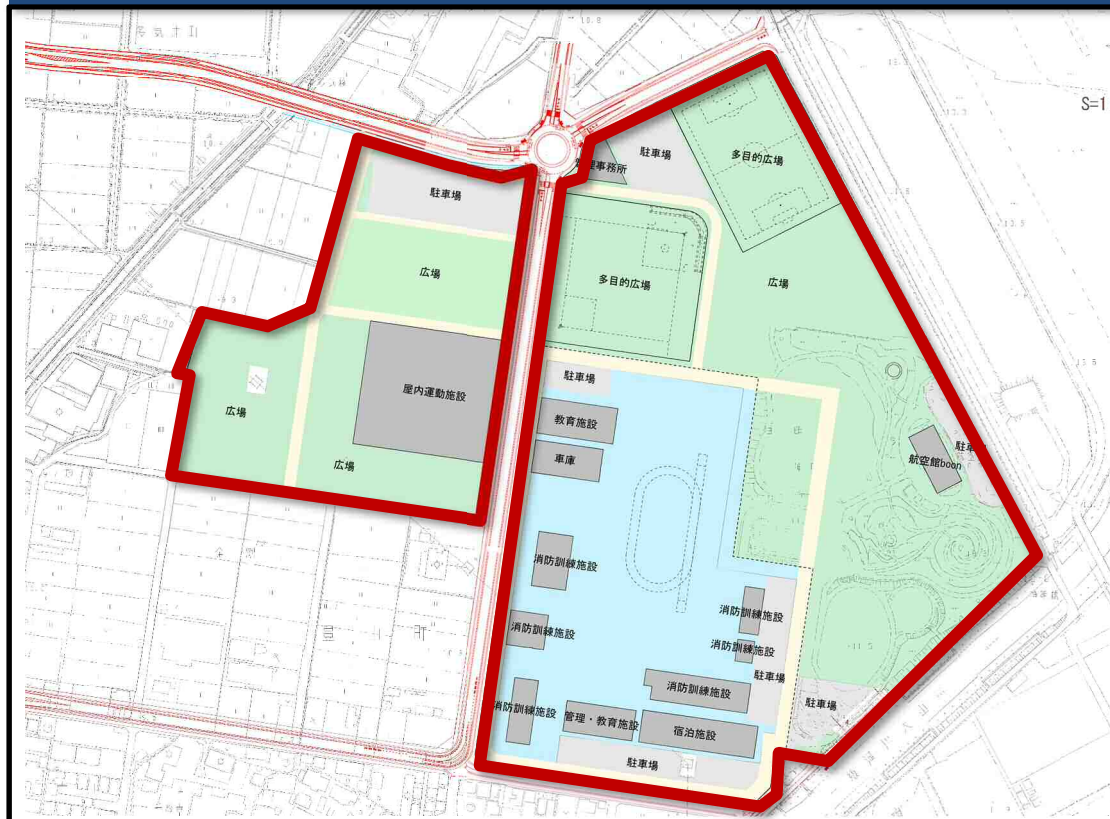 S=1
駐車場
多目的広場
管理事務所
駐車場
広場
多目的広場
広場
駐車場
屋内運動施設
教育施設
広場
駐車
車庫
航空館boon
広場
消防訓練施設
消防訓練施設
消防訓練施設
消防訓練施設
駐車場
消防訓練施設
駐車場
消防訓練施設
管理・教育施設
宿泊施設
駐車場